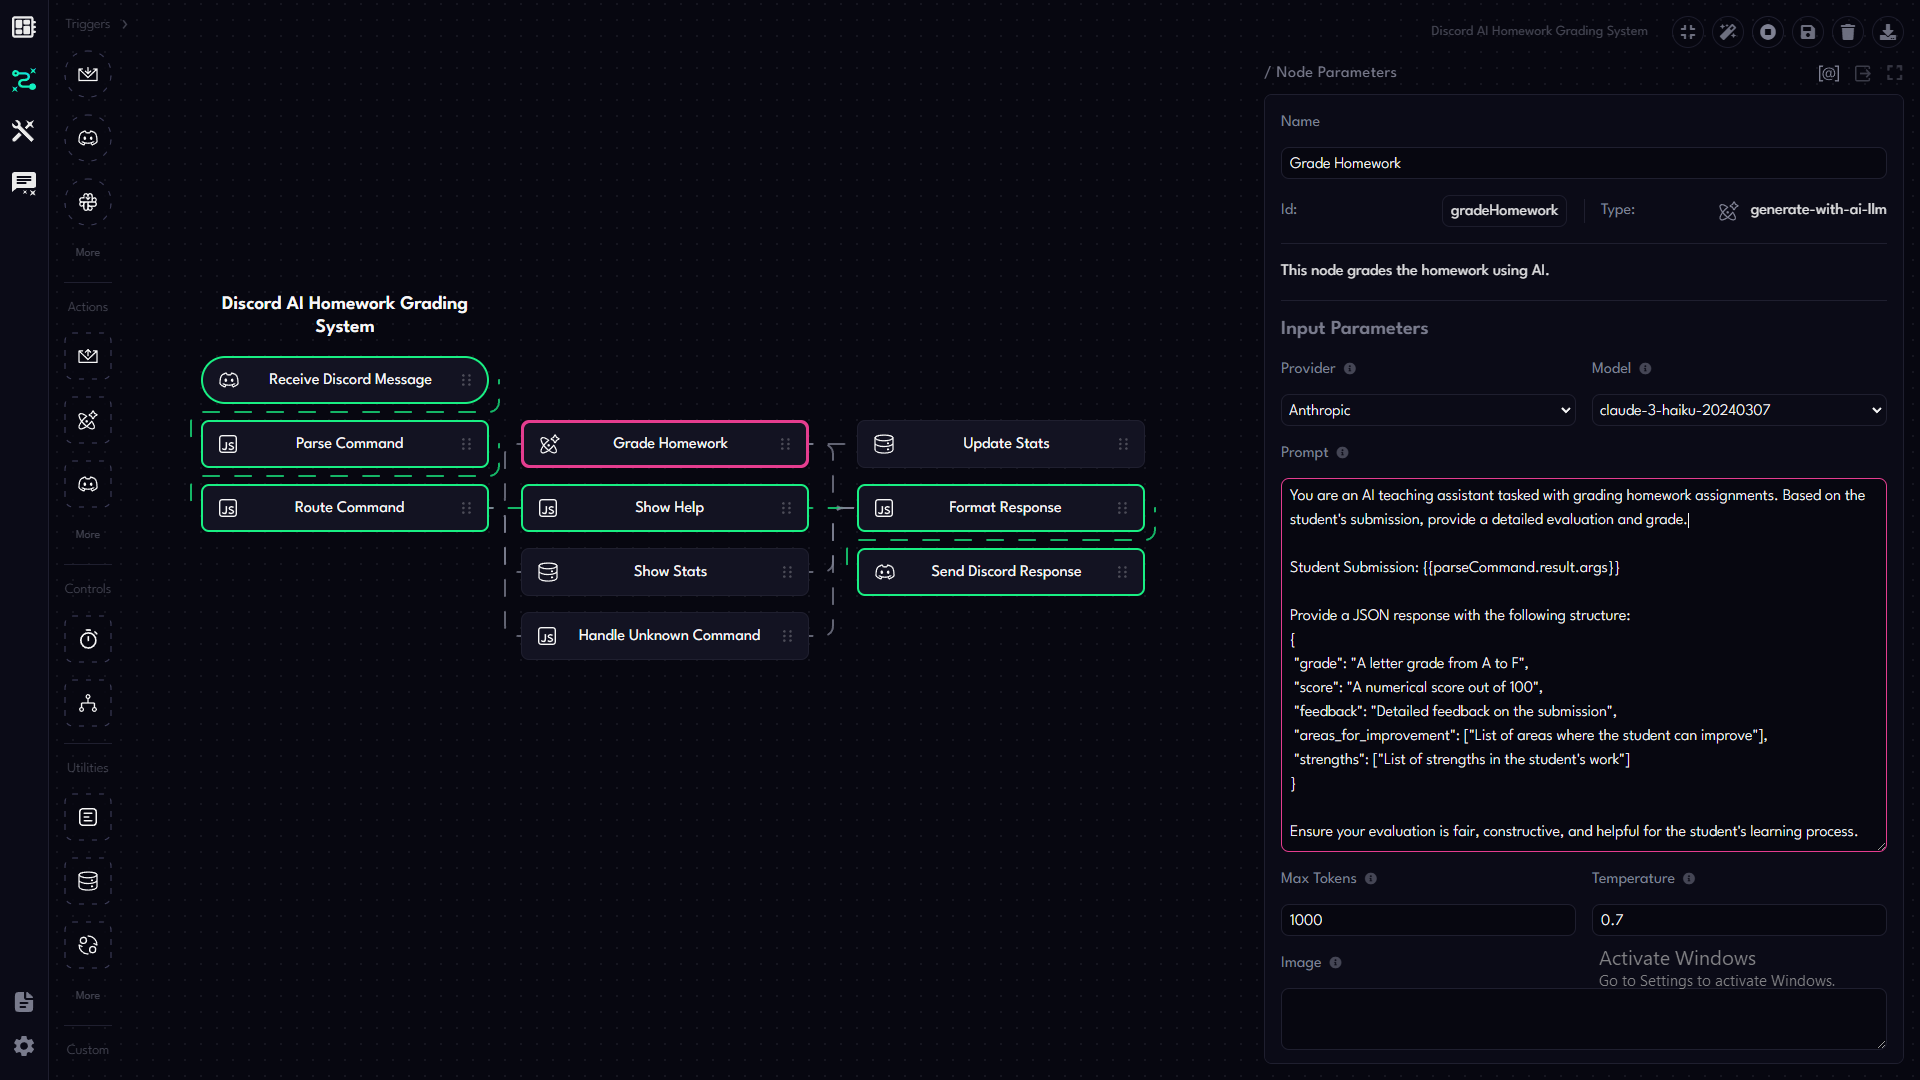 Triggers
More
Actions
More
Controls
Utilities
More
Custom
Discord AI Homework Grading
System
Receive Discord Message
JS Parse Command
JS Route Command
Grade Homework
JS Show Help
Show Stats
JS Handle Unknown Command
Update Stats
JS Format Response
Send Discord Response
Discord AI Homework Grading System
/ Node Parameters
[@]
Name
Grade Homework
Id: gradeHomework Type: generate-with-ai-llm
This node grades the homework using AI.
Input Parameters
Provider Model
Anthropic claude-3-haiku-20240307
Prompt
You are an AI teaching assistant tasked with grading homework assignments. Based on the
student's submission, provide a detailed evaluation and grade.
Student Submission: {{parseCommand.result.args}}
Provide a JSON response with the following structure:
{
"grade": "A letter grade from A to F",
"score": "A numerical score out of 100",
"feedback": "Detailed feedback on the submission",
"areas_for_improvement": ["List of areas where the student can improve"],
"strengths": ["List of strengths in the student's work"]
}
Ensure your evaluation is fair, constructive, and helpful for the student's learning process.
Max Tokens Temperature
1000 0.7
Image
Activate Windows
Go to Settings to activate Windows.